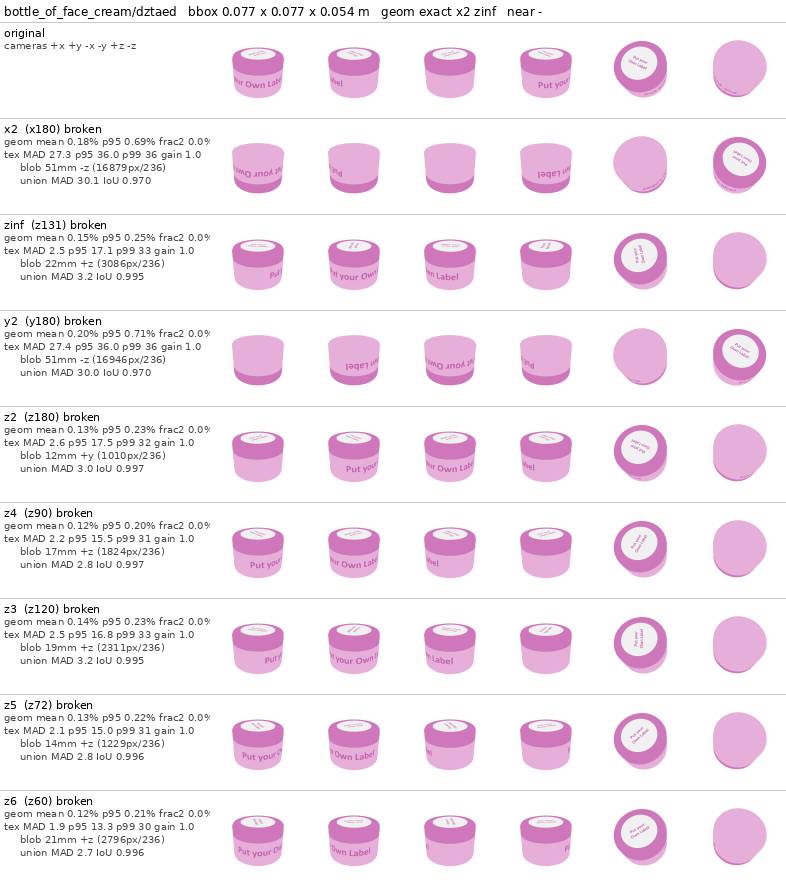 bottle_of_face_cream/dztaed bbox 0.077 x 0.077 x 0.054 m geom exact x2 zinf near -
original
cameras +x +y -x -y +z -z
ur Own Label
bel
Put your
Put your Own Label
x2 (x180) broken
geom mean 0.18% p95 0.69% frac2 0.0%
tex MAD 27.3 p95 36.0 p99 36 gain 1.0
blob 51mm -z (16879px/236)
union MAD 30.1 IoU 0.970
zinf (z131) broken
geom mean 0.15% p95 0.25% frac2 0.0%
tex MAD 2.5 p95 17.1 p99 33 gain 1.0
blob 22mm +z (3086px/236)
union MAD 3.2 IoU 0.995
y2 (y180) broken
geom mean 0.20% p95 0.71% frac2 0.0%
tex MAD 27.4 p95 36.0 p99 36 gain 1.0
blob 51mm -z (16946px/236)
union MAD 30.0 IoU 0.970
z2 (z180) broken
geom mean 0.13% p95 0.23% frac2 0.0%
tex MAD 2.6 p95 17.5 p99 32 gain 1.0
blob 12mm +y (1010px/236)
union MAD 3.0 IoU 0.997
z4 (z90) broken
geom mean 0.12% p95 0.20% frac2 0.0%
tex MAD 2.2 p95 15.5 p99 31 gain 1.0
blob 17mm +z (1824px/236)
union MAD 2.8 IoU 0.997
z3 (z120) broken
geom mean 0.14% p95 0.23% frac2 0.0%
tex MAD 2.5 p95 16.8 p99 33 gain 1.0
blob 19mm +z (2311px/236)
union MAD 3.2 IoU 0.995
z5 (z72) broken
geom mean 0.13% p95 0.22% frac2 0.0%
tex MAD 2.1 p95 15.0 p99 31 gain 1.0
blob 14mm +z (1229px/236)
union MAD 2.8 IoU 0.996
z6 (z60) broken
geom mean 0.12% p95 0.21% frac2 0.0%
tex MAD 1.9 p95 13.3 p99 30 gain 1.0
blob 21mm +z (2796px/236)
union MAD 2.7 IoU 0.996